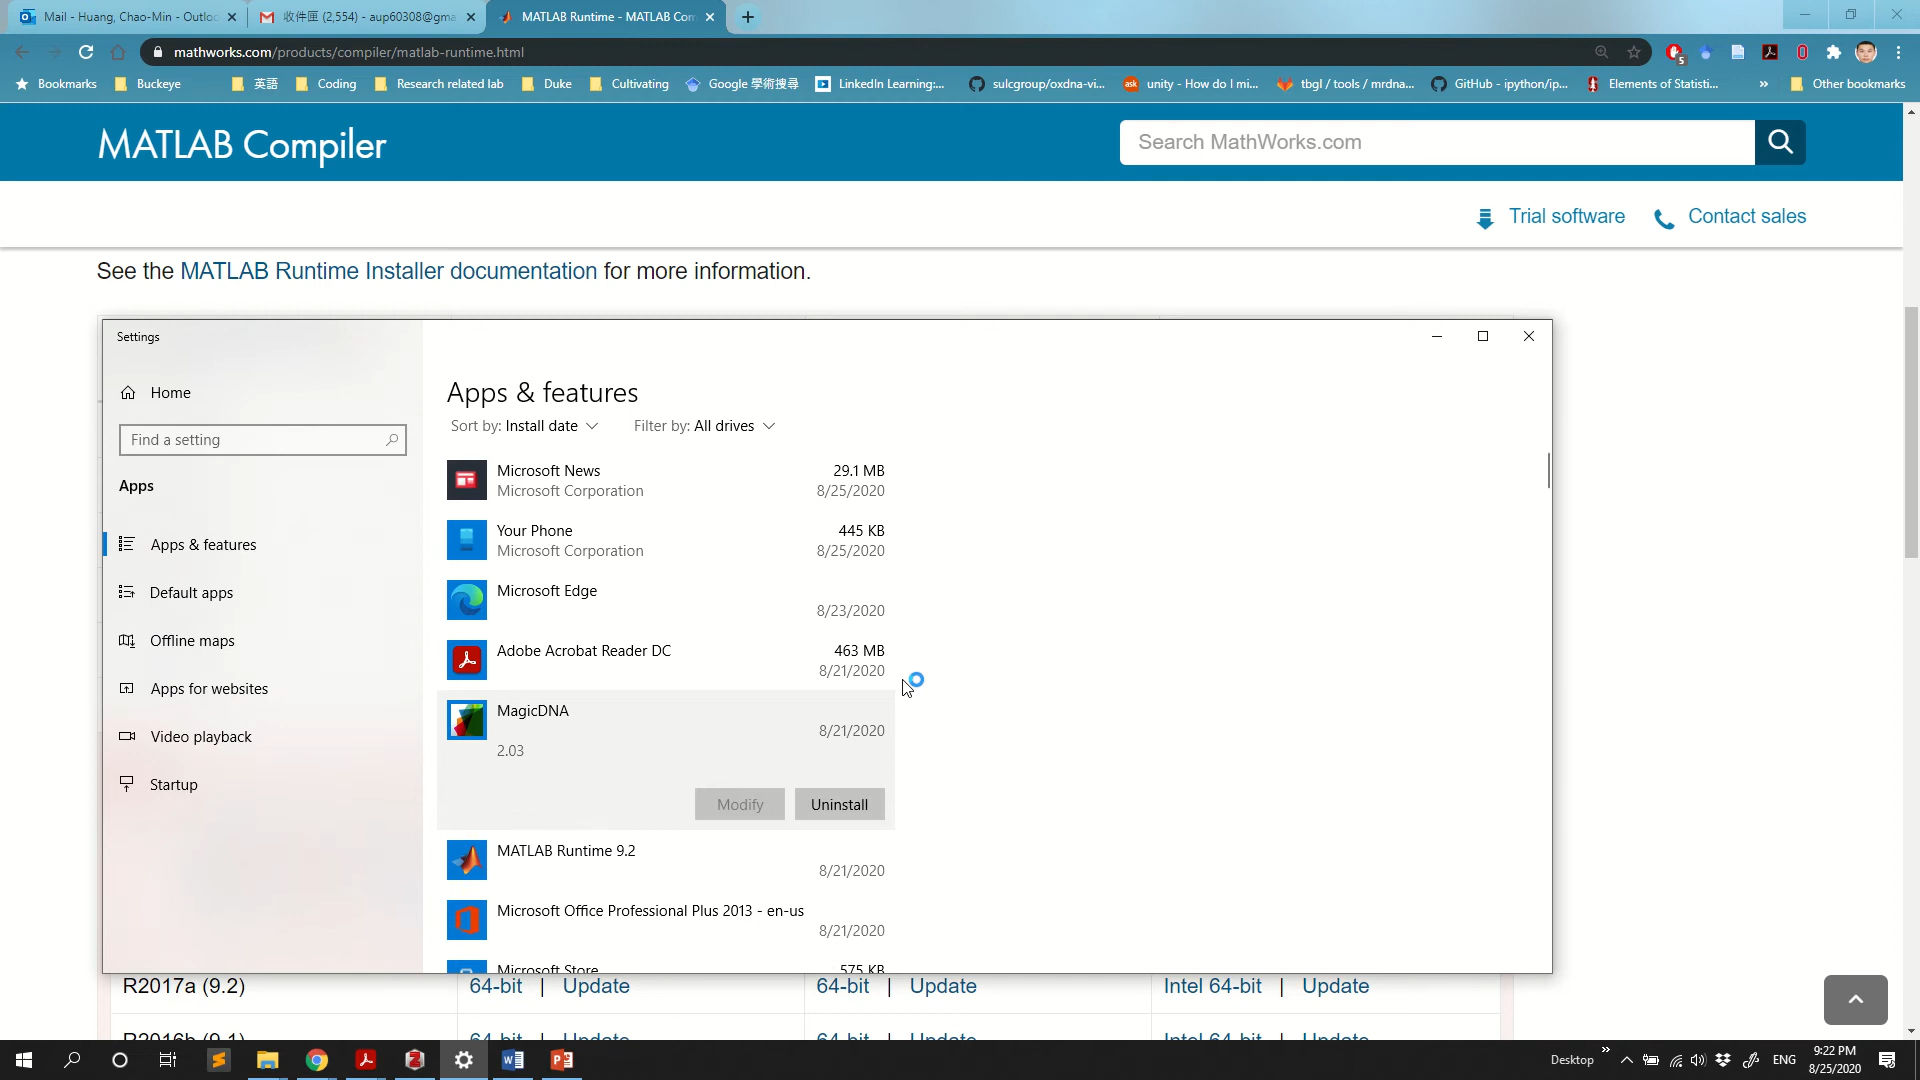 Mail - Huang, Chao-Min - Outloo
收件匣 (2,554) - aup60308@gma
MATLAB Runtime - MATLAB Com
mathworks.com/products/compiler/matlab-runtime.html
5
Bookmarks
Buckeye
英語
Coding
Research related lab
Duke
Cultivating
Google 學術搜尋
LinkedIn Learning:...
sulcgroup/oxdna-vi...
ask
unity - How do I mi...
tbgl / tools / mrdna...
GitHub - ipython/ip...
Elements of Statisti...
»
Other bookmarks
MATLAB Compiler
Search MathWorks.com
Trial software
Contact sales
See the MATLAB Runtime Installer documentation for more information.
Settings
Home
Find a setting
Apps
Apps & features
Default apps
Offline maps
Apps for websites
Video playback
Startup
Apps & features
Sort by: Install date
Filter by: All drives
Microsoft News
29.1 MB
Microsoft Corporation
8/25/2020
Your Phone
445 KB
Microsoft Corporation
8/25/2020
Microsoft Edge
8/23/2020
Adobe Acrobat Reader DC
463 MB
8/21/2020
MagicDNA
8/21/2020
2.03
Modify
Uninstall
MATLAB Runtime 9.2
8/21/2020
Microsoft Office Professional Plus 2013 - en-us
8/21/2020
Microsoft Store
575 KB
R2017a (9.2)
64-bit | Update
64-bit | Update
Intel 64-bit | Update
R2016b (9.1)
64-bit | Update
64-bit | Update
Intel 64-bit | Update
Desktop
»
ENG
9:22 PM
8/25/2020